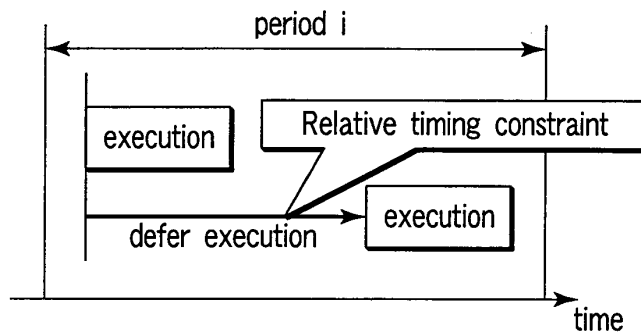 period i
execution
Relative timing constraint
execution
defer execution
time